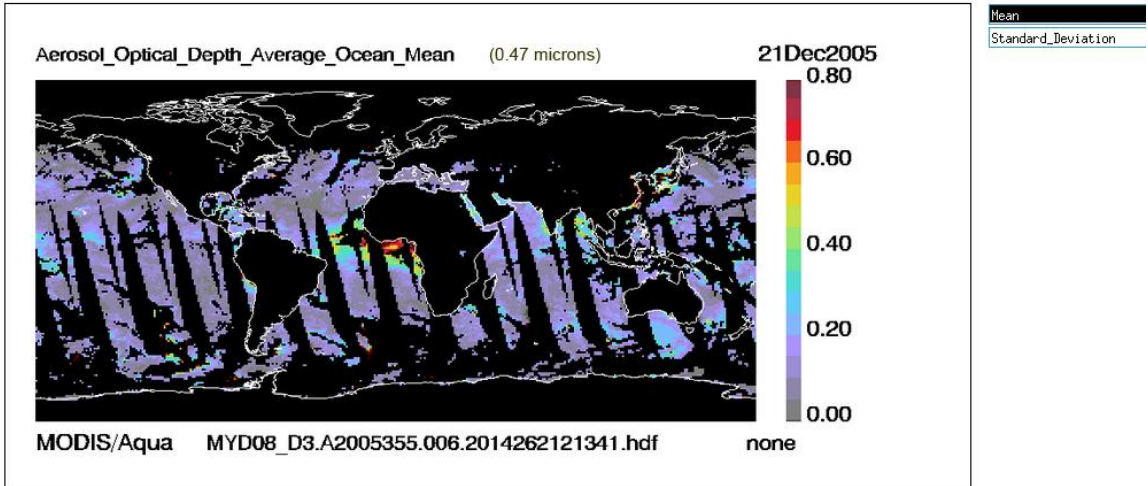 Aerosol_Optical_Depth_Average_Ocean_Mean (0.47 microns) 21Dec2005
0.80
0.60
0.40
0.20
0.00
MODIS/Aqua MYD08_D3.A2005355.006.2014262121341.hdf none
Mean
Standard_Deviation